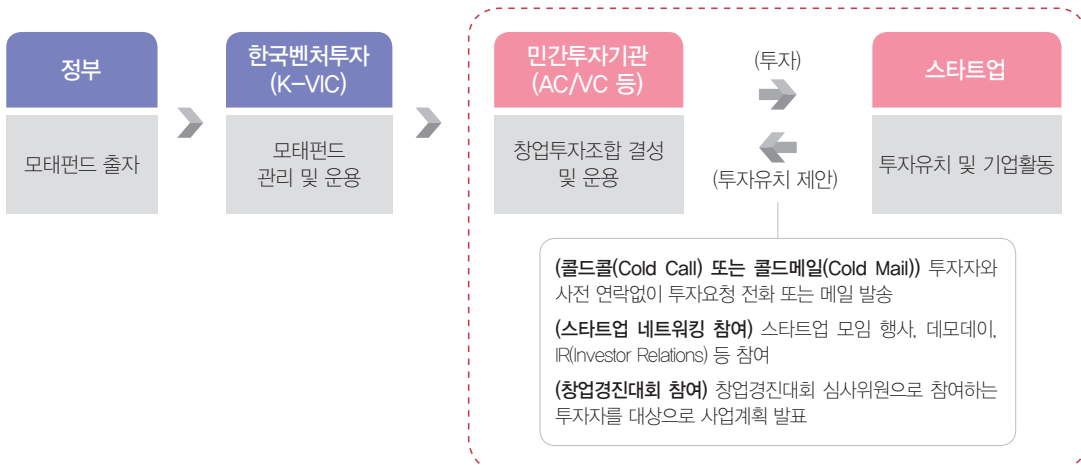 정부
모태펀드 출자
한국벤처투자
(K-VIC)
모태펀드
관리 및 운용
민간투자기관
(AC/VC 등)
창업투자조합 결성
및 운용
(투자)
(투자유치 제안)
스타트업
투자유치 및 기업활동
(콜드콜(Cold Call) 또는 콜드메일(Cold Mail)) 투자자와
사전 연락없이 투자요청 전화 또는 메일 발송
(스타트업 네트워킹 참여) 스타트업 모임 행사, 데모데이,
IR(Investor Relations) 등 참여
(창업경진대회 참여) 창업경진대회 심사위원으로 참여하는
투자자를 대상으로 사업계획 발표